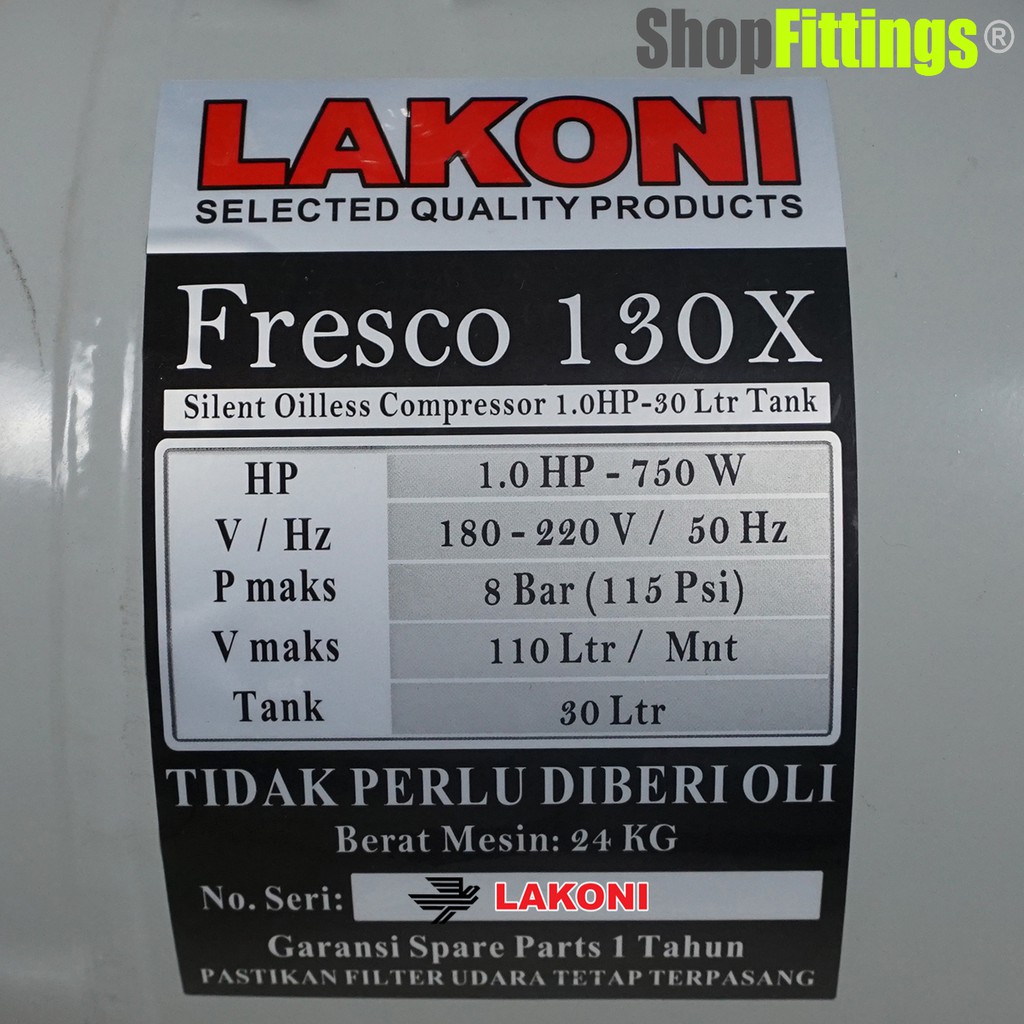 ShopFittings®
LAKONI
SELECTED QUALITY PRODUCTS
Fresco 130X
Silent Oilless Compressor 1.0HP-30 Ltr Tank
HP 1.0 HP - 750 W
V / Hz 180 - 220 V / 50 Hz
P maks 8 Bar (115 Psi)
V maks 110 Ltr / Mnt
Tank 30 Ltr
TIDAK PERLU DIBERI OLI
Berat Mesin: 24 KG
No. Seri: LAKONI
Garansi Spare Parts 1 Tahun
PASTIKAN FILTER UDARA TETAP TERPASANG